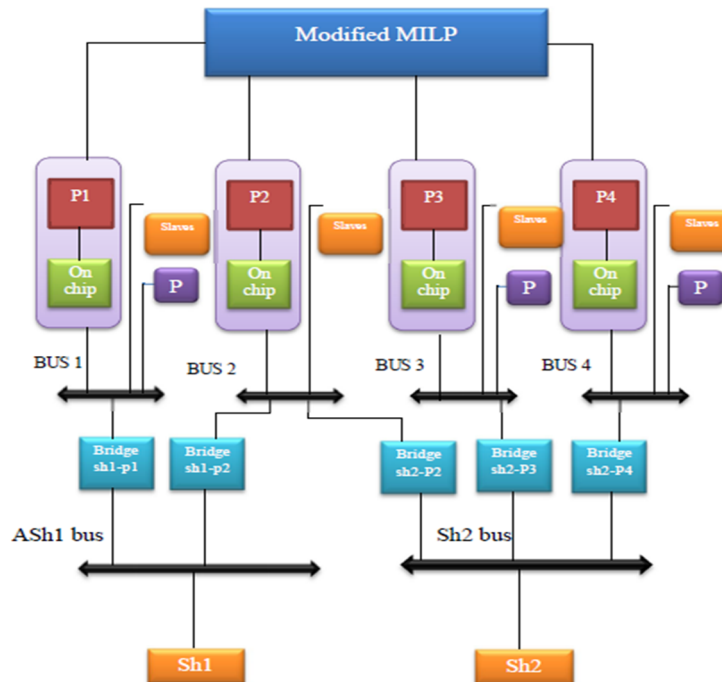 Modified MILP
P1
P2
P3
P4
Slaves
Slaves
Slaves
Slaves
On
chip
On
chip
On
chip
On
chip
P
P
P
BUS 1
BUS 2
BUS 3
BUS 4
Bridge
sh1-p1
Bridge
sh1-p2
Bridge
sh2-P2
Bridge
sh2-P3
Bridge
sh2-P4
ASh1 bus
Sh2 bus
Sh1
Sh2